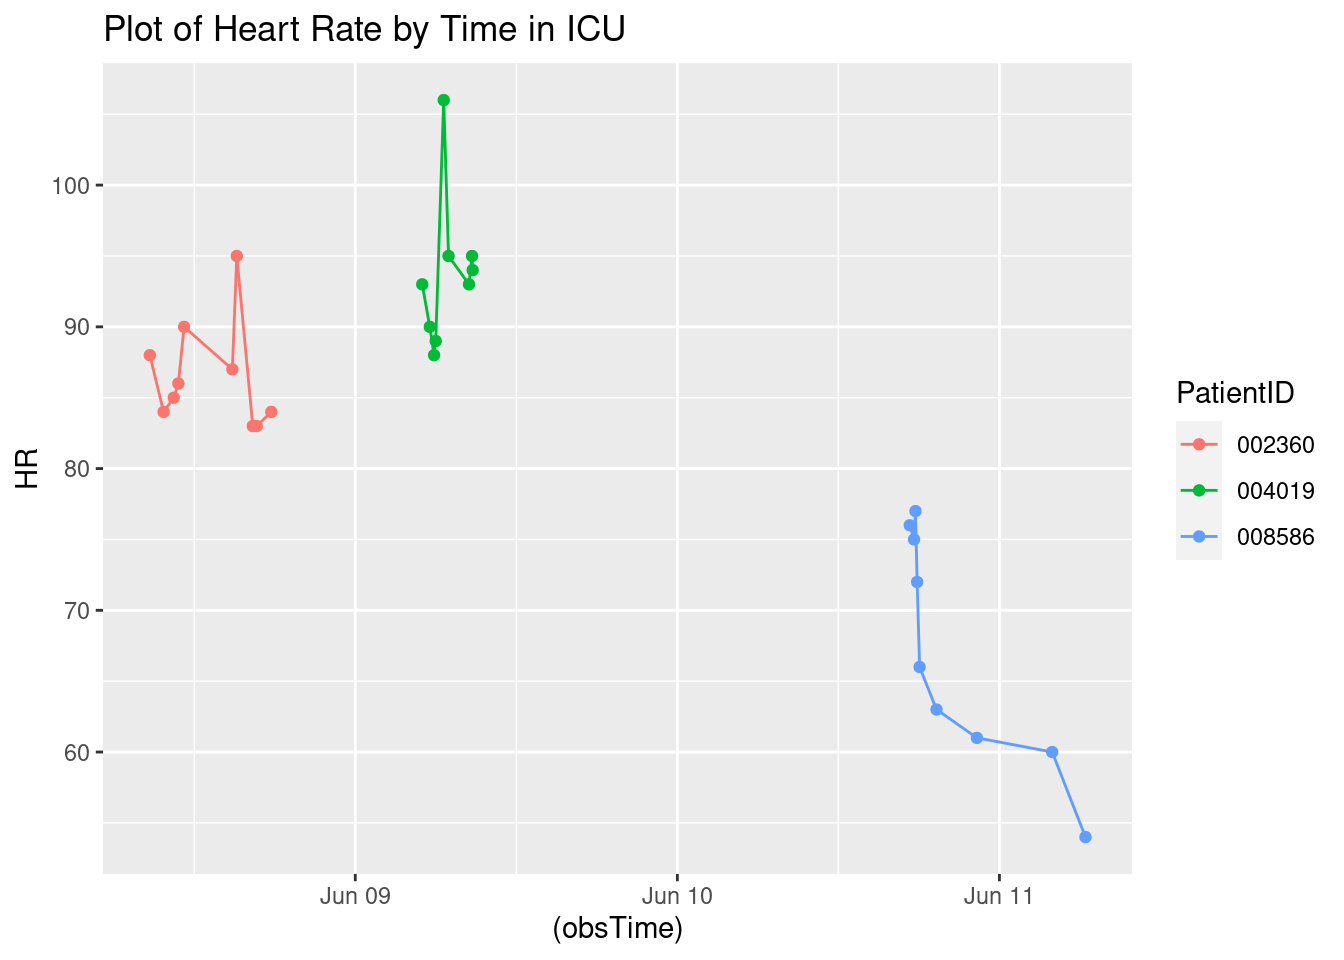 Plot of Heart Rate by Time in ICU
100
90
80
70
60
HR
Jun 09
Jun 10
Jun 11
(obsTime)
PatientID
002360
004019
008586